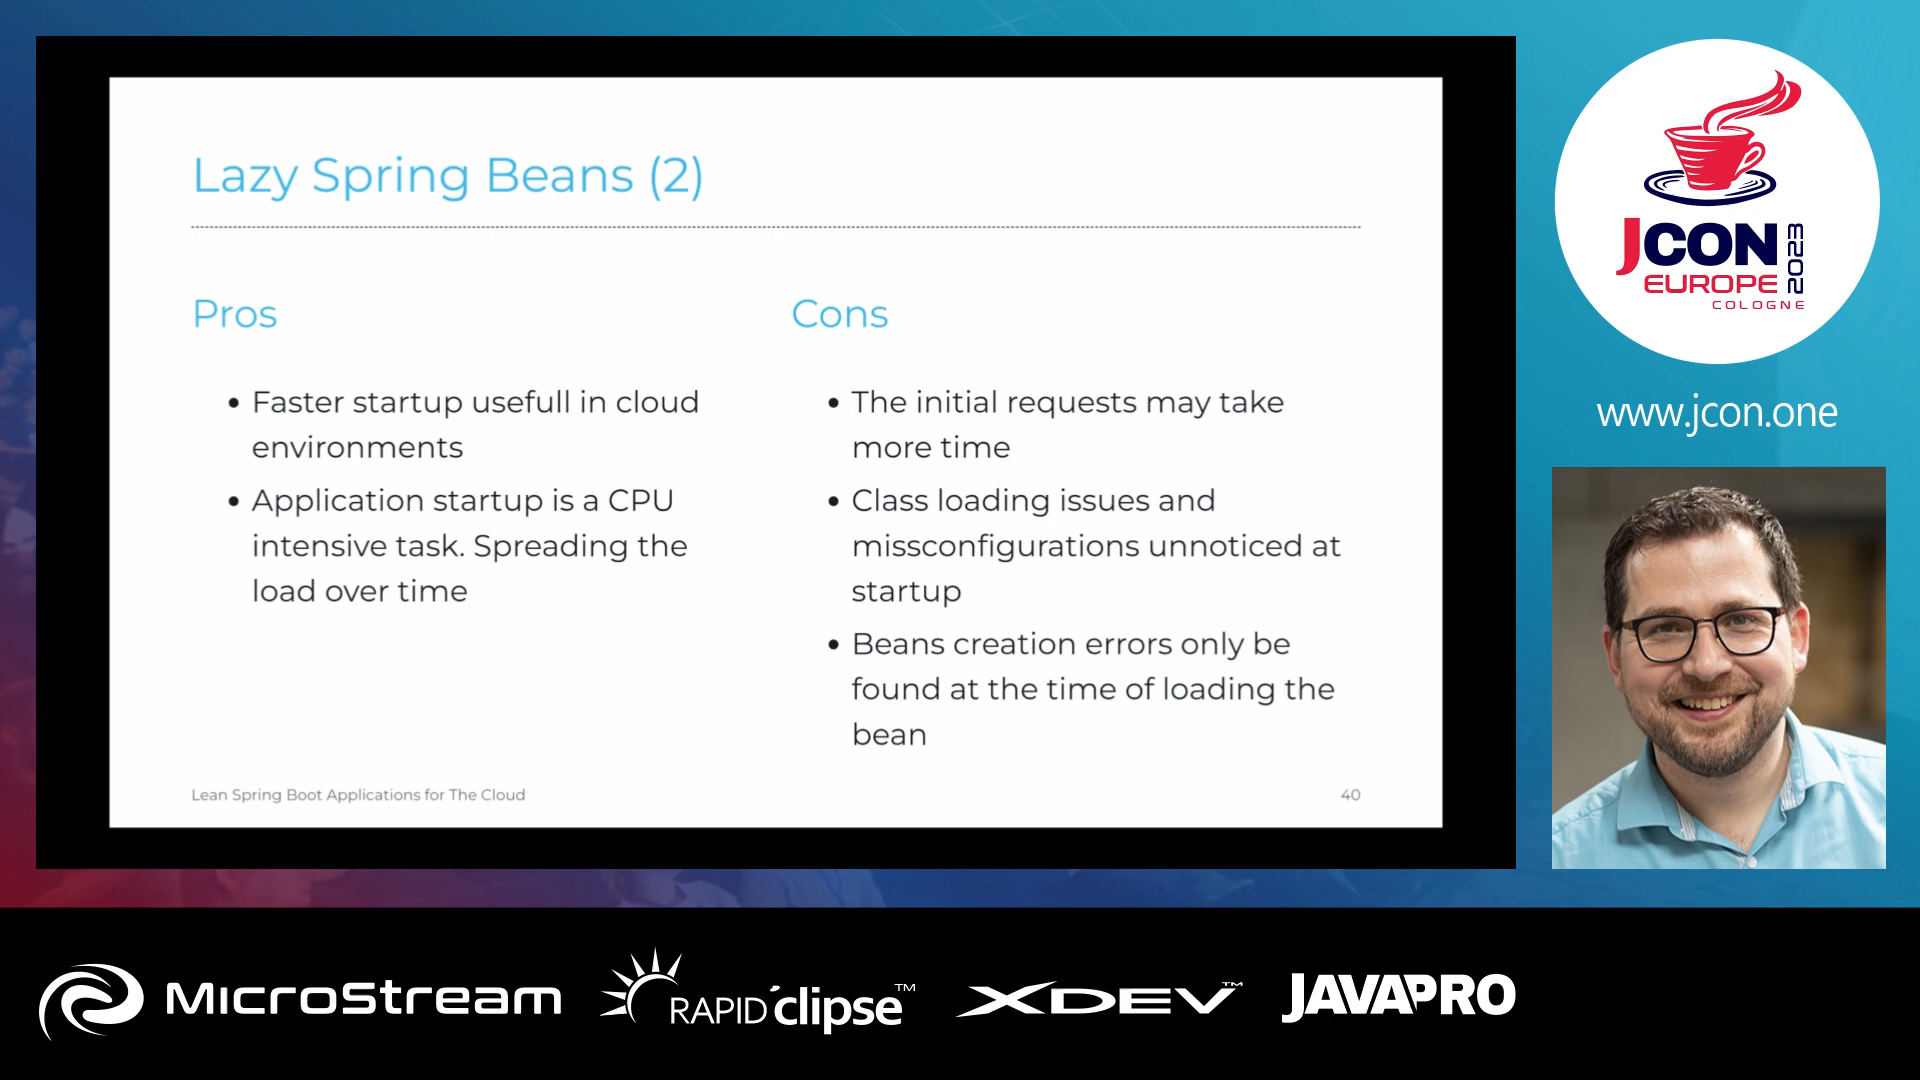 Lazy Spring Beans (2)
Pros
• Faster startup usefull in cloud
environments
• Application startup is a CPU
intensive task. Spreading the
load over time
Cons
• The initial requests may take
more time
• Class loading issues and
missconfigurations unnoticed at
startup
• Beans creation errors only be
found at the time of loading the
bean
Lean Spring Boot Applications for The Cloud
40
JCON
EUROPE
2023
COLOGNE
www.jcon.one
MicroStream
RAPIDclipse™
XDEV™
JAVAPRO